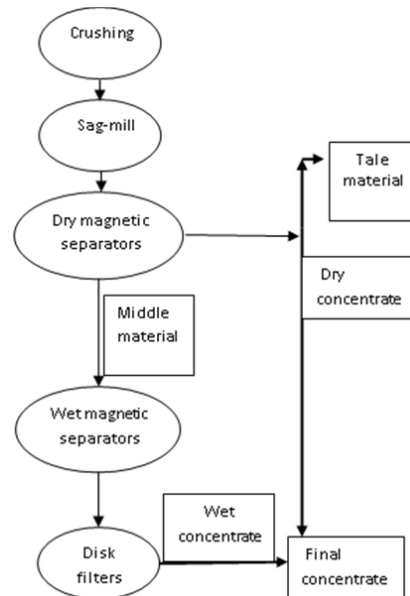 Crushing
Sag-mill
Tale
material
Dry magnetic
separators
Dry
concentrate
Middle
material
Wet magnetic
separators
Wet
concentrate
Disk
filters
Final
concentrate